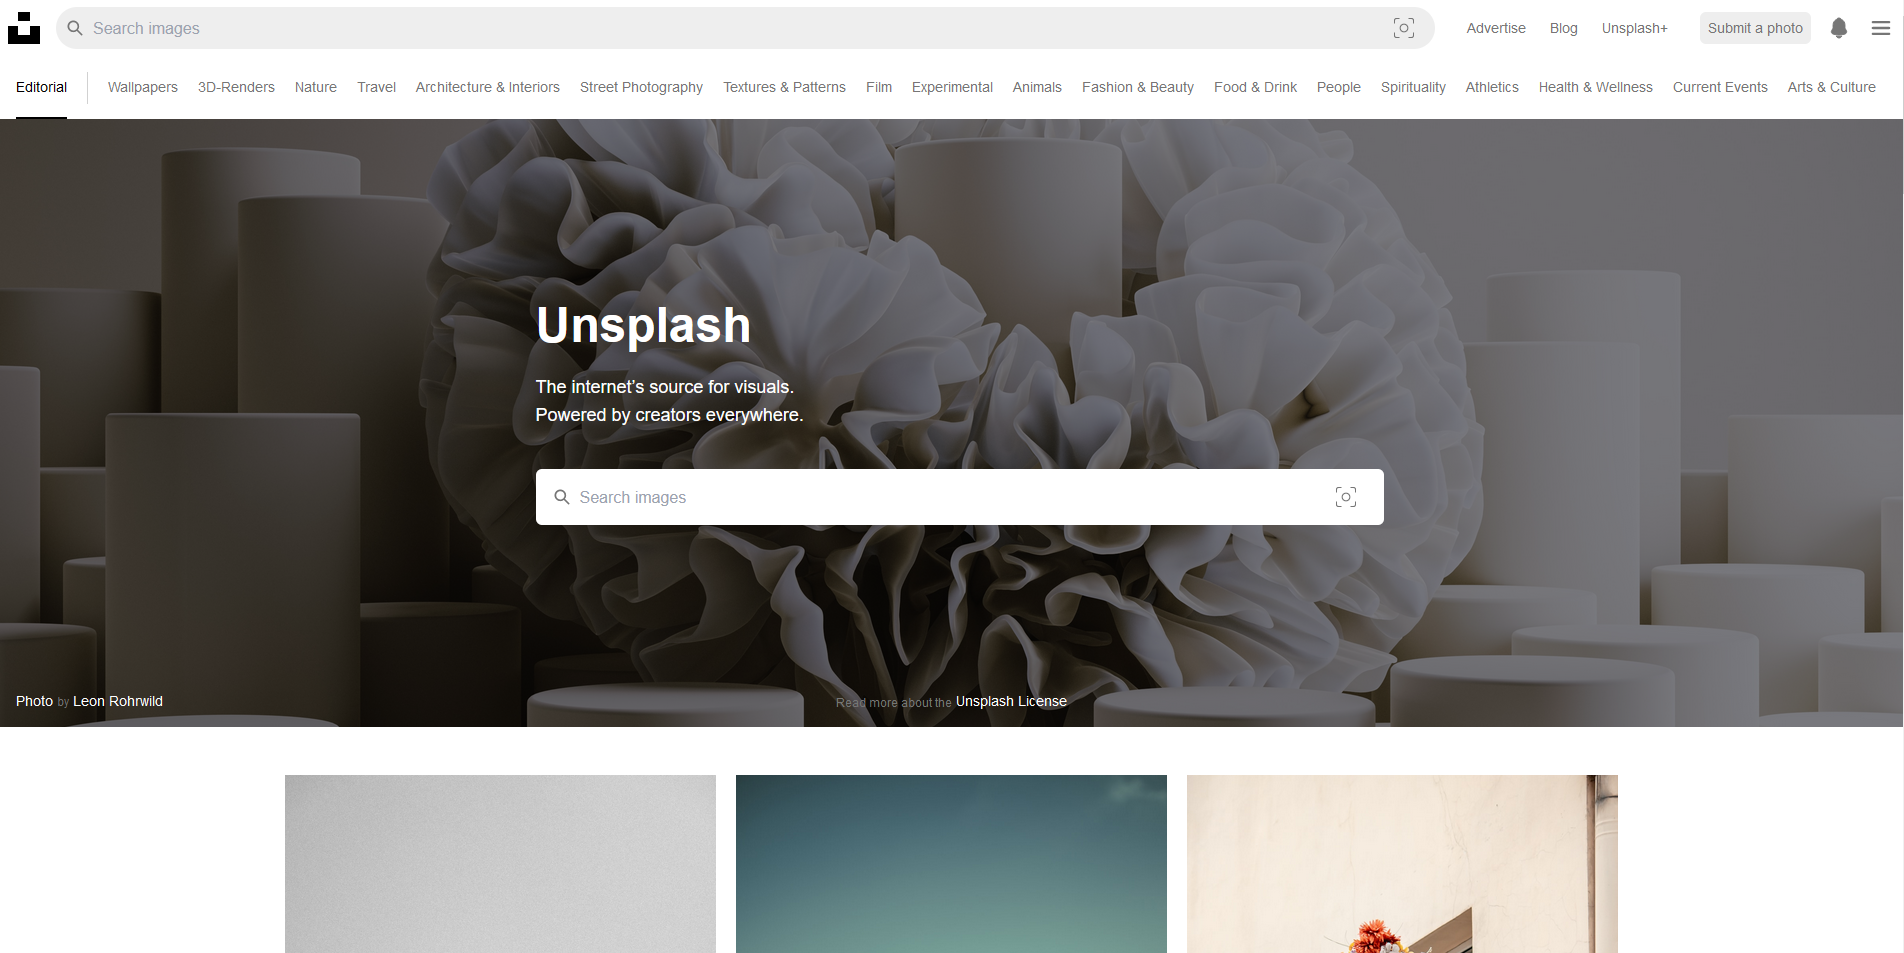 Search images
Advertise
Blog
Unsplash+
Submit a photo
Editorial
Wallpapers
3D-Renders
Nature
Travel
Architecture & Interiors
Street Photography
Textures & Patterns
Film
Experimental
Animals
Fashion & Beauty
Food & Drink
People
Spirituality
Athletics
Health & Wellness
Current Events
Arts & Culture
Unsplash
The internet’s source for visuals.
Powered by creators everywhere.
Search images
Photo by Leon Rohrwild
Read more about the Unsplash License